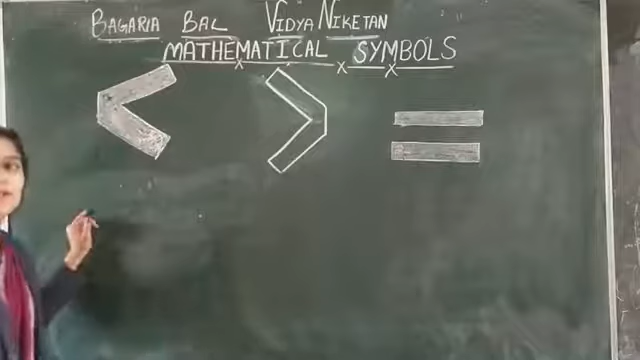 BAGARIA BAL VIDYA NIKETAN
MATHEMATICAL SYMBOLS
< > =